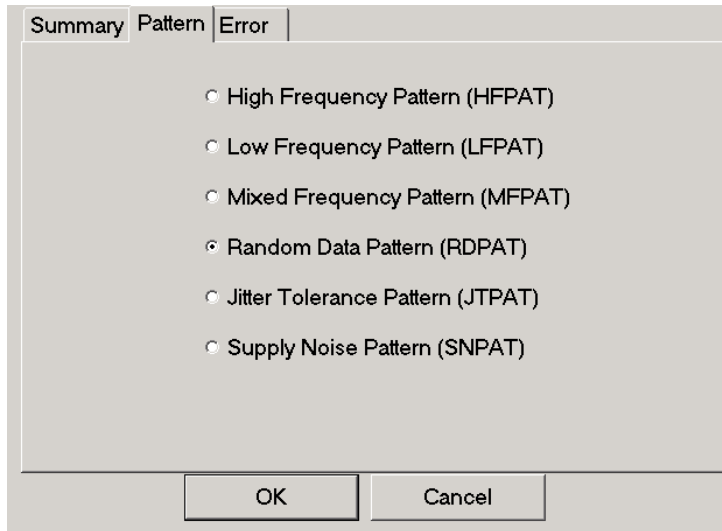 Summary Pattern Error
High Frequency Pattern (HFPAT)
Low Frequency Pattern (LFPAT)
Mixed Frequency Pattern (MFPAT)
Random Data Pattern (RDPAT)
Jitter Tolerance Pattern (JTPAT)
Supply Noise Pattern (SNPAT)
OK Cancel